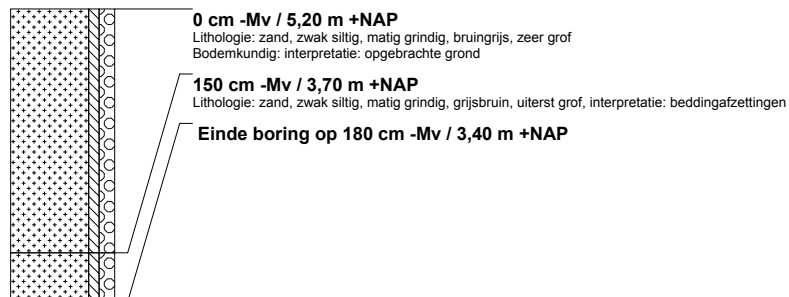 0 cm -Mv / 5,20 m +NAP
Lithologie: zand, zwak siltig, matig grindig, bruingrijs, zeer grof
Bodemkundig: interpretatie: opgebrachte grond
150 cm -Mv / 3,70 m +NAP
Lithologie: zand, zwak siltig, matig grindig, grijsbruin, uiterst grof, interpretatie: beddingafzettingen
Einde boring op 180 cm -Mv / 3,40 m +NAP